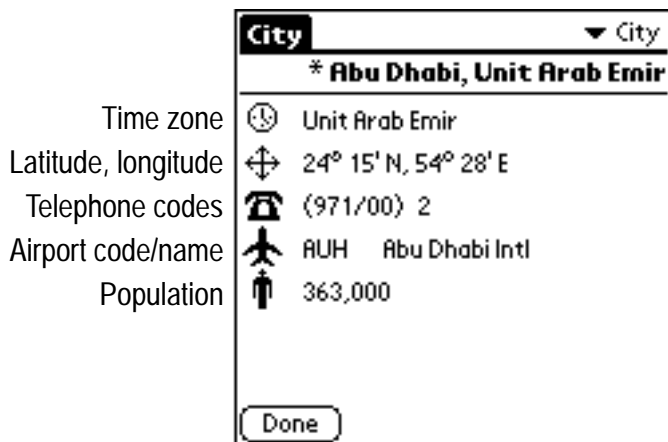 City ▼ City
* Abu Dhabi, Unit Arab Emir
Time zone Unit Arab Emir
Latitude, longitude 24° 15' N, 54° 28' E
Telephone codes (971/00) 2
Airport code/name AUH Abu Dhabi Intl
Population 363,000
Done